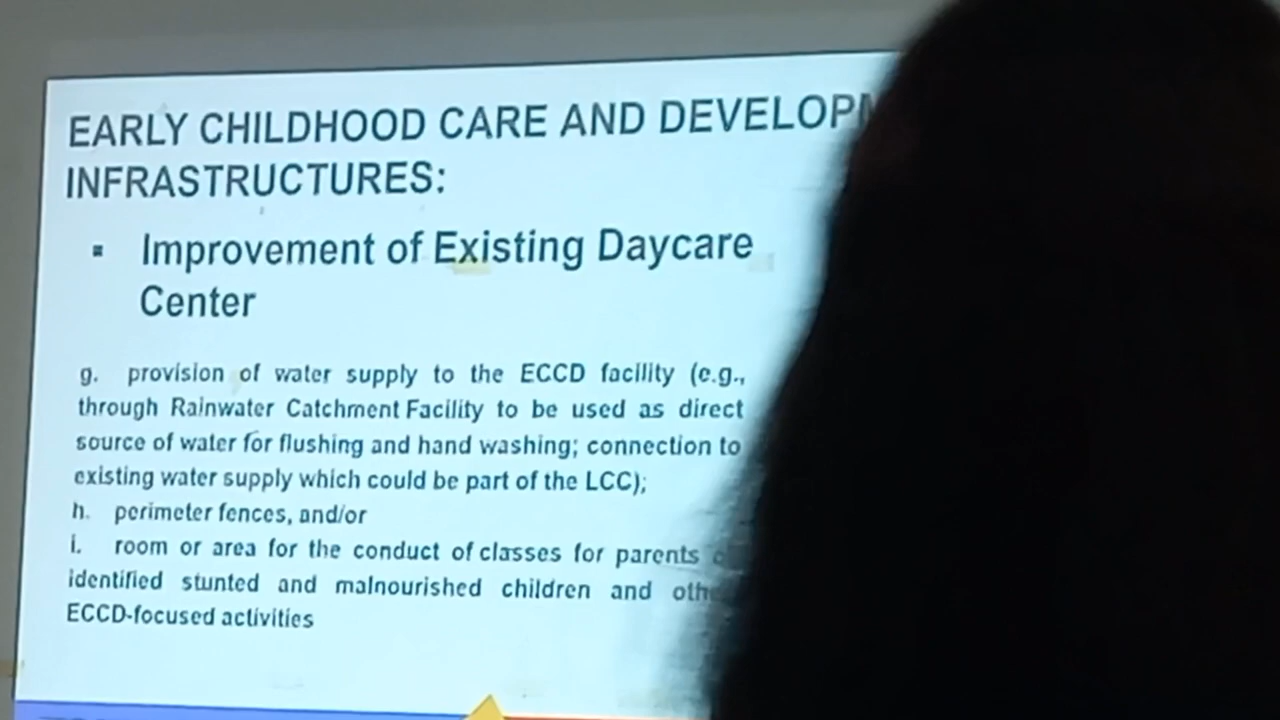 EARLY CHILDHOOD CARE AND DEVELOPM
INFRASTRUCTURES:
▪ Improvement of Existing Daycare
Center
g. provision of water supply to the ECCD facility (e.g.,
through Rainwater Catchment Facility to be used as direct
source of water for flushing and hand washing; connection to
existing water supply which could be part of the LCC);
h. perimeter fences, and/or
i. room or area for the conduct of classes for parents
identified stunted and malnourished children and othe
ECCD-focused activities